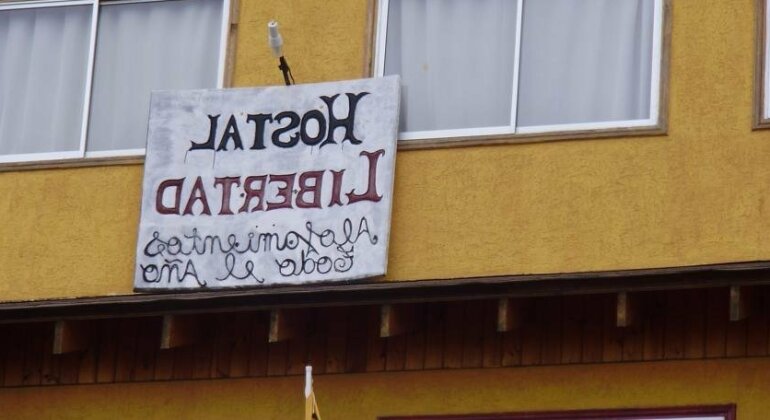 HOSTAL
LIBERTAD
Alojamientos
Todo el Año